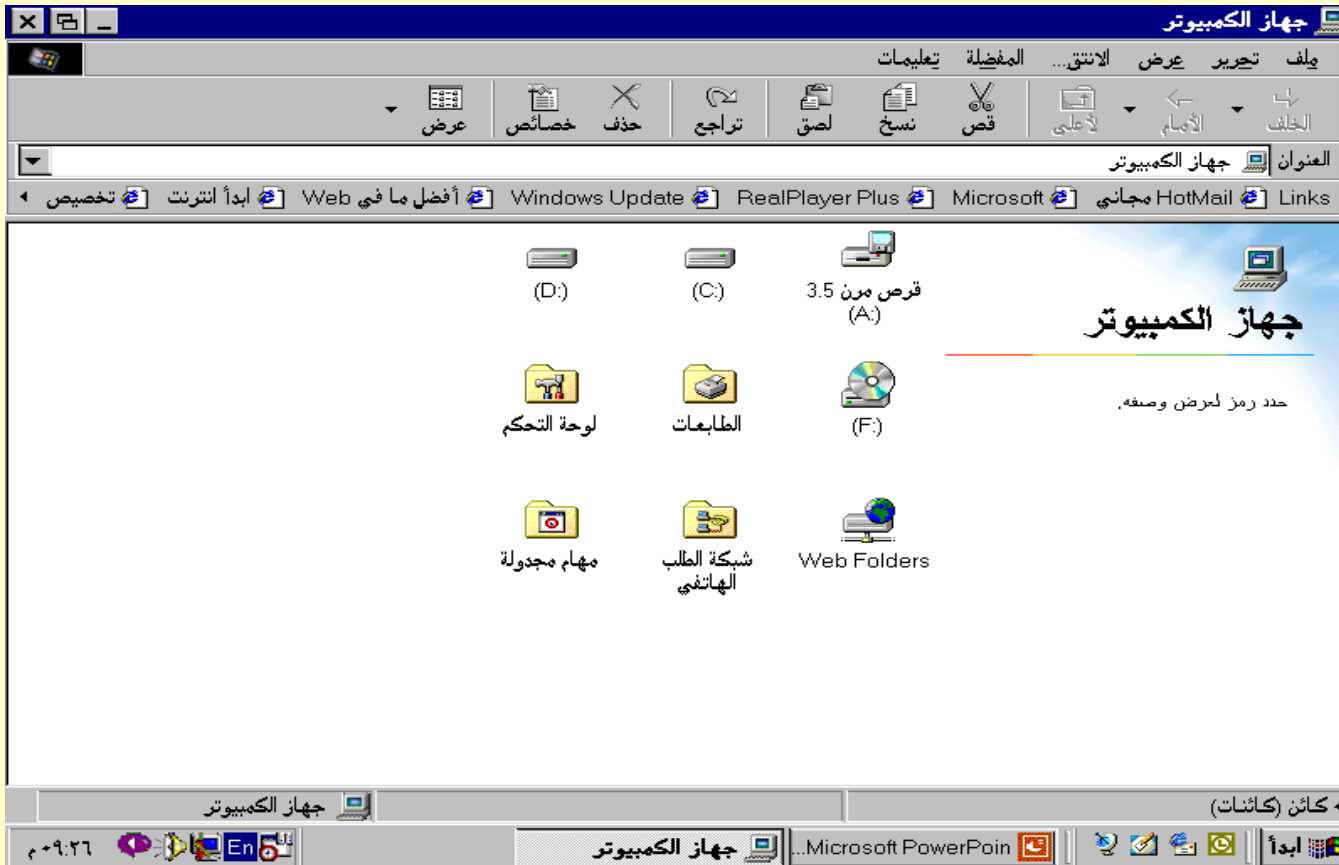 جهاز الكمبيوتر
ملف تحرير عرض الانتق... المفضلة تعليمات
الخلف الأمام لأعلى قص نسخ لصق تراجع حذف خصائص عرض
العنوان جهاز الكمبيوتر
Links HotMail مجاني Microsoft RealPlayer Plus Windows Update أفضل ما في Web ابدأ انترنت تخصيص
جهاز الكمبيوتر
حدد رمز لعرض وصفه.
قرص مرن 3.5 (A:)
(C:)
(D:)
(F:)
الطابعات
لوحة التحكم
Web Folders
شبكة الطلب الهاتفي
مهام مجدولة
كائن (كائنات)
جهاز الكمبيوتر
ابدأ
Microsoft PowerPoin...
جهاز الكمبيوتر
En
٠٩:٢٦ م